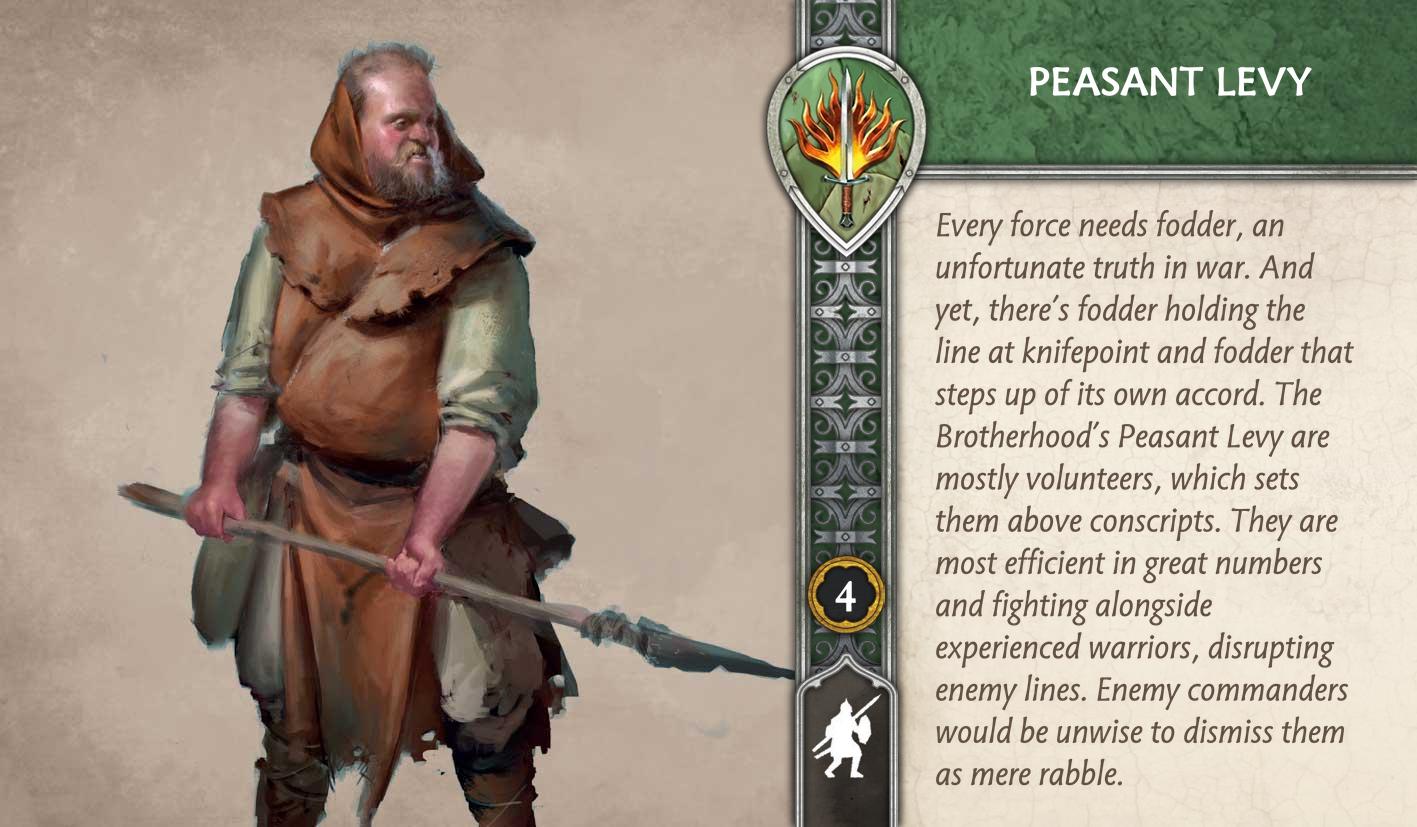 PEASANT LEVY
Every force needs fodder, an
unfortunate truth in war. And
yet, there’s fodder holding the
line at knifepoint and fodder that
steps up of its own accord. The
Brotherhood’s Peasant Levy are
mostly volunteers, which sets
them above conscripts. They are
most efficient in great numbers
and fighting alongside
experienced warriors, disrupting
enemy lines. Enemy commanders
would be unwise to dismiss them
as mere rabble.
4